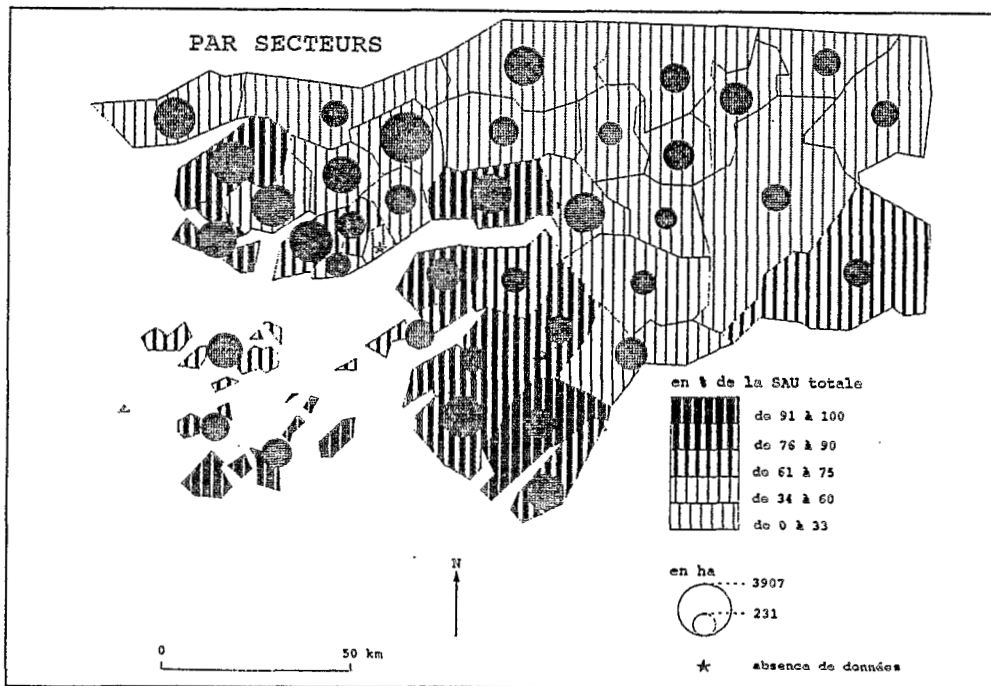 PAR SECTEURS
en % de la SAU totale
de 91 à 100
de 76 à 90
de 61 à 75
de 34 à 60
de 0 à 33
en ha
3907
231
N
0 50 km
absence de données